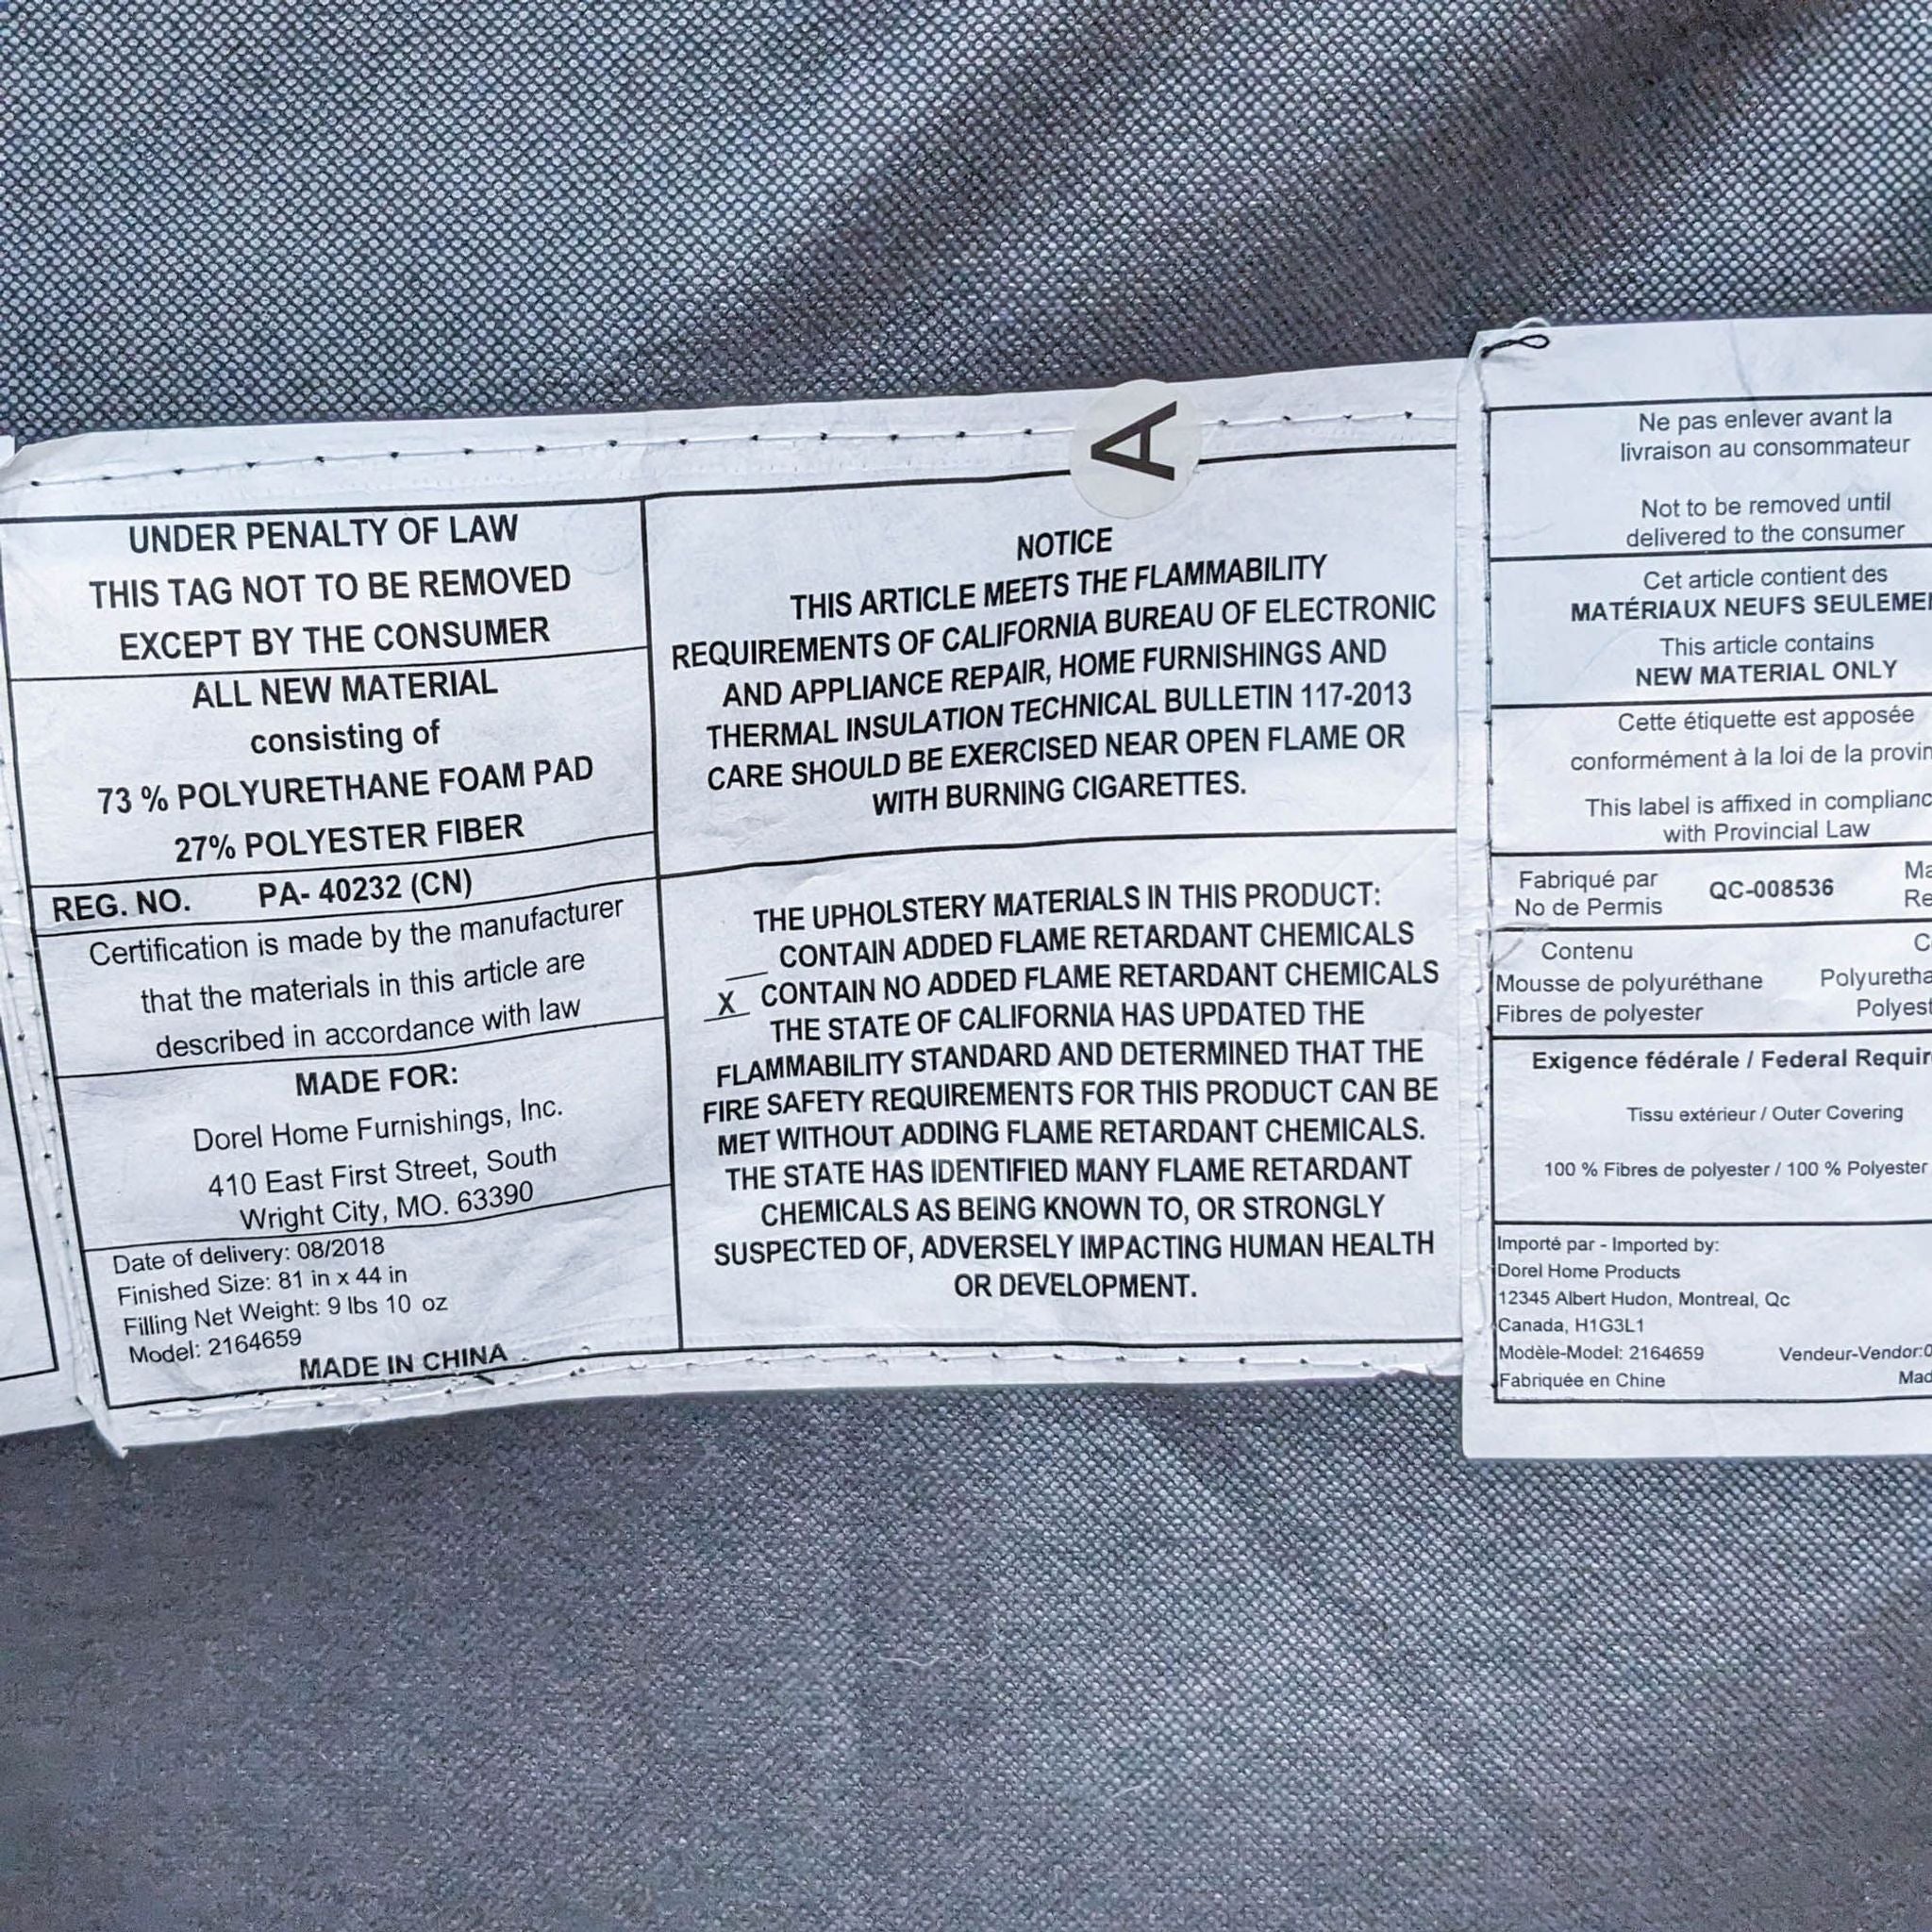 UNDER PENALTY OF LAW
THIS TAG NOT TO BE REMOVED
EXCEPT BY THE CONSUMER
ALL NEW MATERIAL
consisting of
73 % POLYURETHANE FOAM PAD
27% POLYESTER FIBER
REG. NO. PA- 40232 (CN)
Certification is made by the manufacturer
that the materials in this article are
described in accordance with law
MADE FOR:
Dorel Home Furnishings, Inc.
410 East First Street, South
Wright City, MO. 63390
Date of delivery: 08/2018
Finished Size: 81 in x 44 in
Filling Net Weight: 9 lbs 10 oz
Model: 2164659
MADE IN CHINA
A
NOTICE
THIS ARTICLE MEETS THE FLAMMABILITY
REQUIREMENTS OF CALIFORNIA BUREAU OF ELECTRONIC
AND APPLIANCE REPAIR, HOME FURNISHINGS AND
THERMAL INSULATION TECHNICAL BULLETIN 117-2013
CARE SHOULD BE EXERCISED NEAR OPEN FLAME OR
WITH BURNING CIGARETTES.
THE UPHOLSTERY MATERIALS IN THIS PRODUCT:
__ CONTAIN ADDED FLAME RETARDANT CHEMICALS
X CONTAIN NO ADDED FLAME RETARDANT CHEMICALS
THE STATE OF CALIFORNIA HAS UPDATED THE
FLAMMABILITY STANDARD AND DETERMINED THAT THE
FIRE SAFETY REQUIREMENTS FOR THIS PRODUCT CAN BE
MET WITHOUT ADDING FLAME RETARDANT CHEMICALS.
THE STATE HAS IDENTIFIED MANY FLAME RETARDANT
CHEMICALS AS BEING KNOWN TO, OR STRONGLY
SUSPECTED OF, ADVERSELY IMPACTING HUMAN HEALTH
OR DEVELOPMENT.
Ne pas enlever avant la
livraison au consommateur
Not to be removed until
delivered to the consumer
Cet article contient des
MATÉRIAUX NEUFS
This article contains
NEW MATERIAL ONLY
Cette étiquette est apposée
conformément à la loi de la
This label is affixed in
with Provincial Law
Fabriqué par
No de Permis
QC-008536
Contenu
Mousse de polyuréthane
Fibres de polyester
Exigence fédérale / Federal
Tissu extérieur / Outer Covering
100 % Fibres de polyester / 100 % Polyester
Importé par - Imported by:
Dorel Home Products
12345 Albert Hudon, Montreal, Qc
Canada, H1G3L1
Modèle-Model: 2164659 Vendeur-Vendor:
Fabriquée en Chine